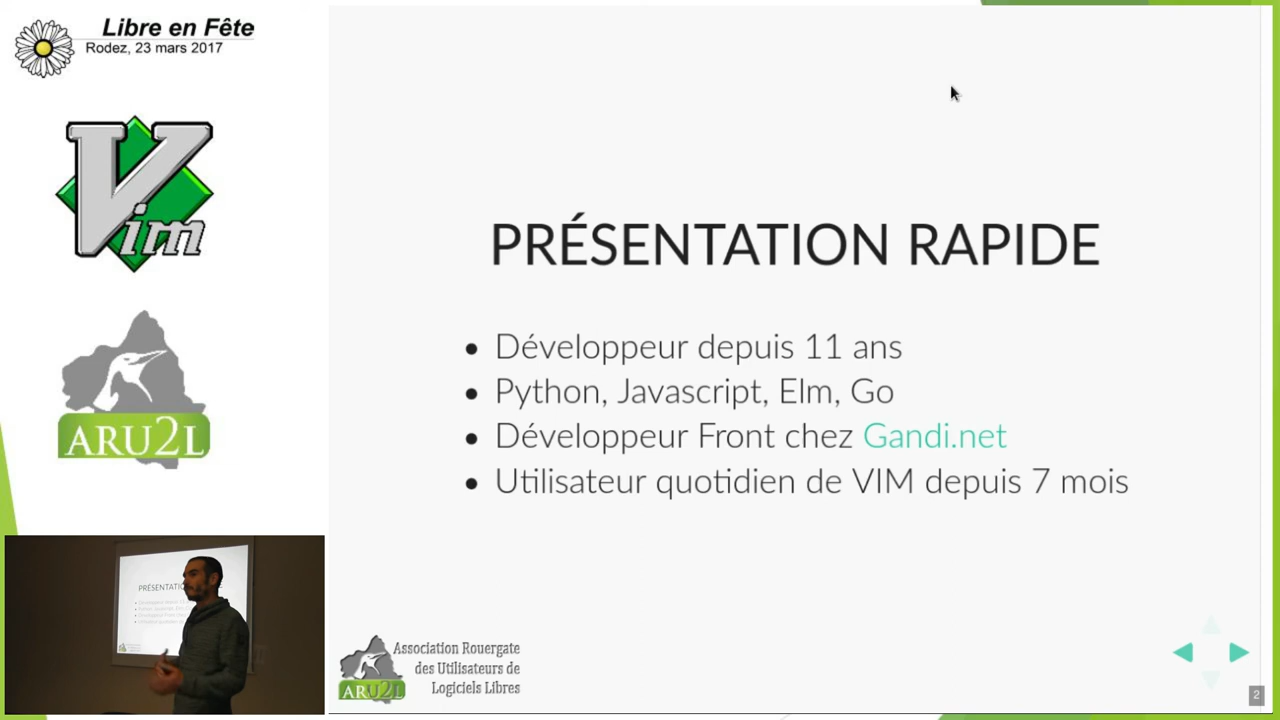 Libre en Fête
Rodez, 23 mars 2017
Vim
ARU2L
PRÉSENTATION RAPIDE
• Développeur depuis 11 ans
• Python, Javascript, Elm, Go
• Développeur Front chez Gandi.net
• Utilisateur quotidien de VIM depuis 7 mois
PRÉSENTATIO
Association Rouergate
des Utilisateurs de
Logiciels Libres
ARU2L
2